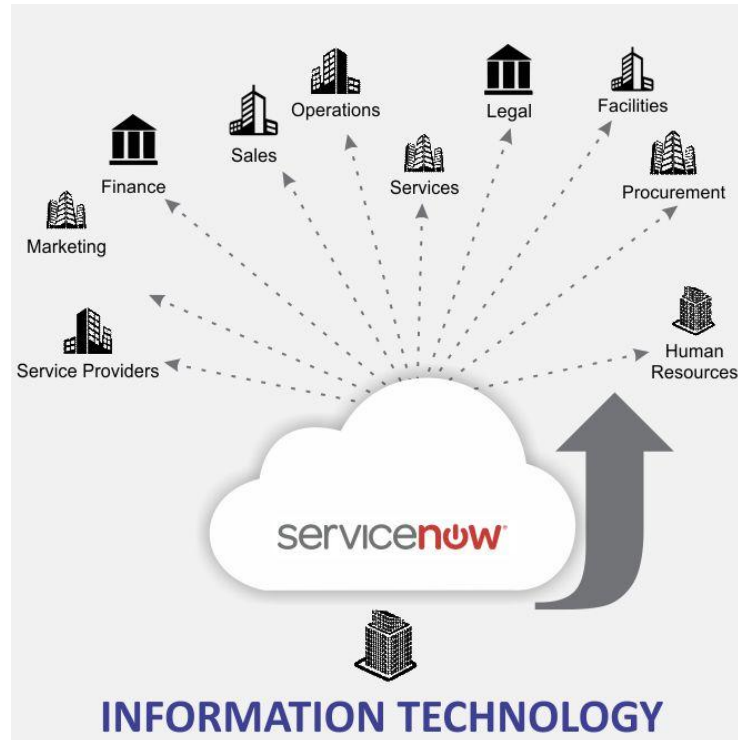 Operations
Legal
Facilities
Sales
Finance
Services
Procurement
Marketing
Service Providers
Human
Resources
servicenow
INFORMATION TECHNOLOGY